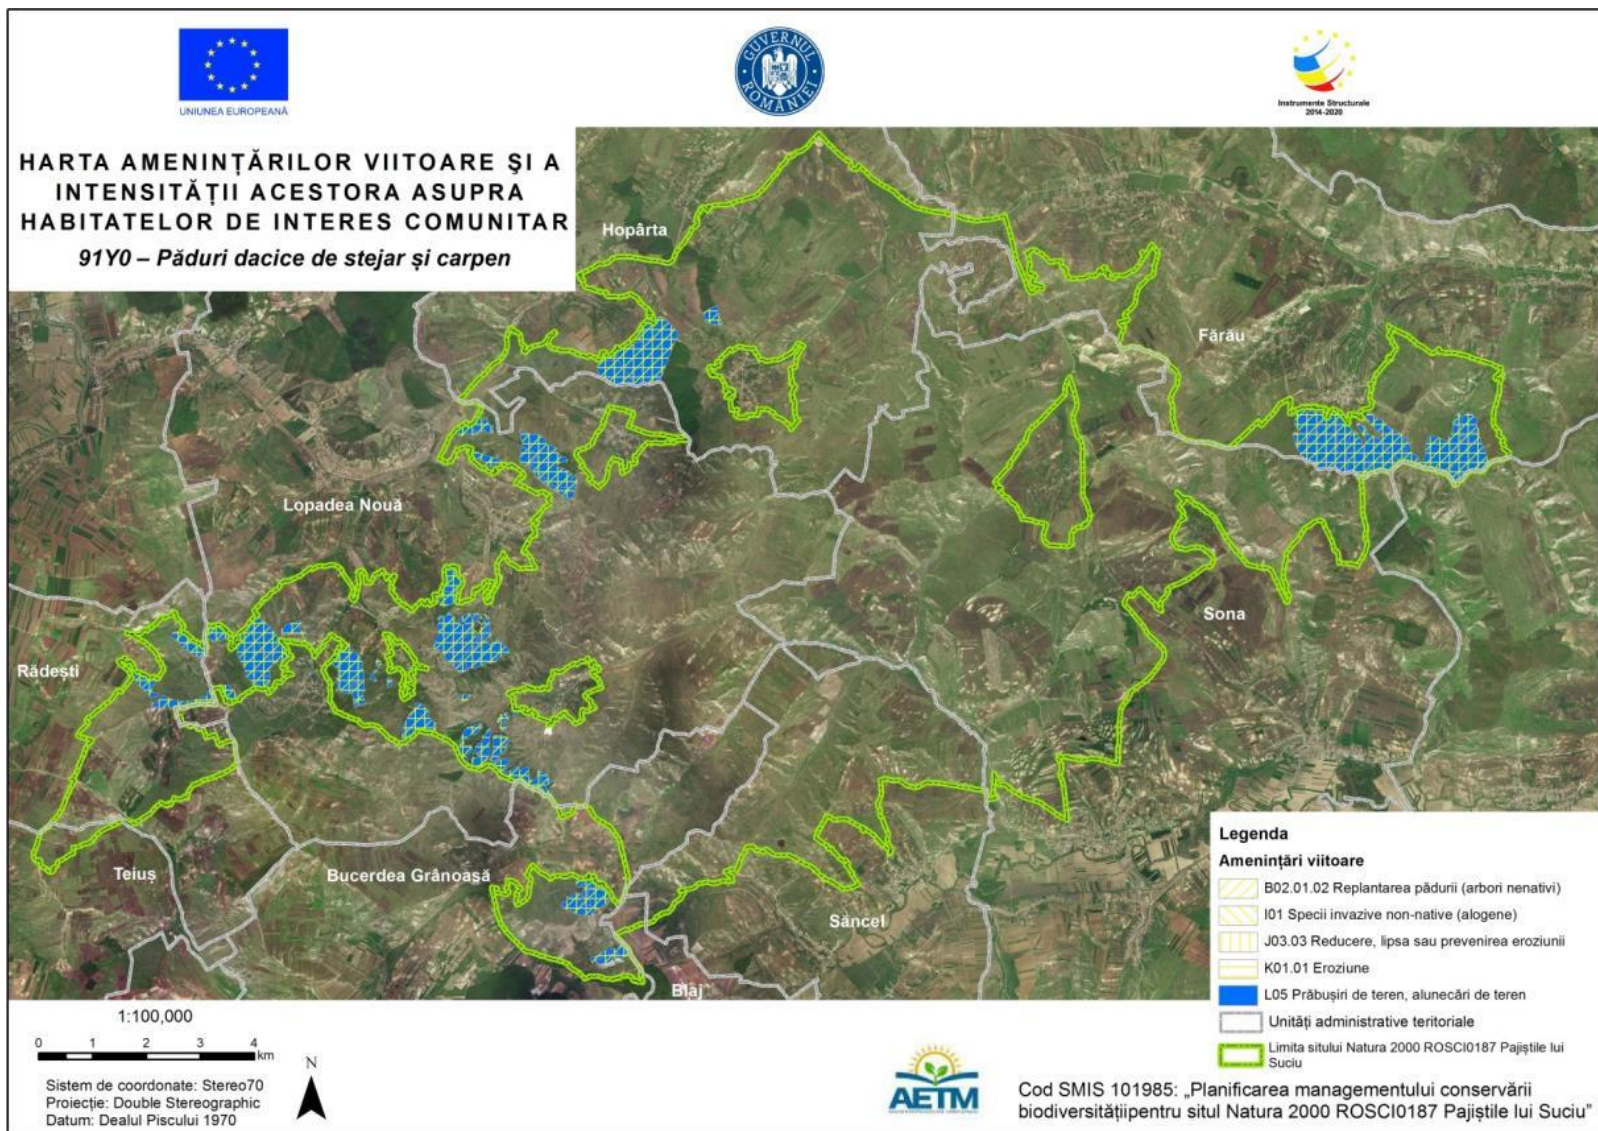 UNIUNEA EUROPEANĂ
GUVERNUL ROMÂNIEI
Instrumente Structurale
2014-2020
HARTA AMENINȚĂRILOR VIITOARE ȘI A
INTENSITĂȚII ACESTORA ASUPRA
HABITATELOR DE INTERES COMUNITAR
91Y0 – Păduri dacice de stejar și carpen
Hopârta
Fărău
Lopadea Nouă
Sona
Rădești
Teiuș
Bucerdea Grânoasă
Sâncel
Blaj
Legenda
Amenințări viitoare
B02.01.02 Replantarea pădurii (arbori nenativi)
I01 Specii invazive non-native (alogene)
J03.03 Reducere, lipsa sau prevenirea eroziunii
K01.01 Eroziune
L05 Prăbușiri de teren, alunecări de teren
Unități administrative teritoriale
Limita sitului Natura 2000 ROSCI0187 Pajiștile lui
Suciu
1:100,000
0 1 2 3 4
km
N
Sistem de coordonate: Stereo70
Proiecție: Double Stereographic
Datum: Dealul Piscului 1970
AETM
Cod SMIS 101985: „Planificarea managementului conservării
biodiversitățiipentru situl Natura 2000 ROSCI0187 Pajiștile lui Suciu”